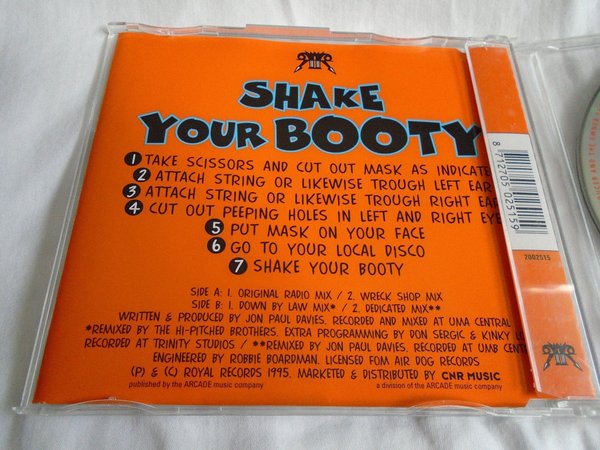 SHAKE
YOUR BOOTY
1 TAKE SCISSORS AND CUT OUT MASK AS INDICATE
2 ATTACH STRING OR LIKEWISE TROUGH LEFT EAR
3 ATTACH STRING OR LIKEWISE TROUGH RIGHT EAR
4 CUT OUT PEEPING HOLES IN LEFT AND RIGHT EYE
5 PUT MASK ON YOUR FACE
6 GO TO YOUR LOCAL DISCO
7 SHAKE YOUR BOOTY
SIDE A: 1. ORIGINAL RADIO MIX / 2. WRECK SHOP MIX
SIDE B: 1. DOWN BY LAW MIX* / 2. DEDICATED MIX**
WRITTEN & PRODUCED BY JON PAUL DAVIES. RECORDED AND MIXED AT UMA CENTRAL
*REMIXED BY THE HI-PITCHED BROTHERS. EXTRA PROGRAMMING BY DON SERGIC & KINKY
RECORDED AT TRINITY STUDIOS / **REMIXED BY JON PAUL DAVIES, RECORDED AT UMB CENT
ENGINEERED BY ROBBIE BOARDMAN. LICENSED FOM AIR DOG RECORDS
(P) & (C) ROYAL RECORDS 1995. MARKETED & DISTRIBUTED BY CNR MUSIC
published by the ARCADE music company
a division of the ARCADE music company
8 712705 025159
2002515
AND THE